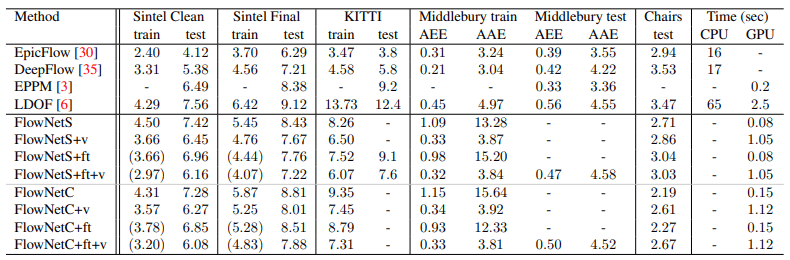 Method Sintel Clean Sintel Final KITTI Middlebury train Middlebury test Chairs Time (sec)
train test train test train test AEE AAE AEE AAE test CPU GPU
EpicFlow [30] 2.40 4.12 3.70 6.29 3.47 3.8 0.31 3.24 0.39 3.55 2.94 16 -
DeepFlow [35] 3.31 5.38 4.56 7.21 4.58 5.8 0.21 3.04 0.42 4.22 3.53 17 -
EPPM [3] - 6.49 - 8.38 - 9.2 - - 0.33 3.36 - - 0.2
LDOF [6] 4.29 7.56 6.42 9.12 13.73 12.4 0.45 4.97 0.56 4.55 3.47 65 2.5
FlowNetS 4.50 7.42 5.45 8.43 8.26 - 1.09 13.28 - - 2.71 - 0.08
FlowNetS+v 3.66 6.45 4.76 7.67 6.50 - 0.33 3.87 - - 2.86 - 1.05
FlowNetS+ft (3.66) 6.96 (4.44) 7.76 7.52 9.1 0.98 15.20 - - 3.04 - 0.08
FlowNetS+ft+v (2.97) 6.16 (4.07) 7.22 6.07 7.6 0.32 3.84 0.47 4.58 3.03 - 1.05
FlowNetC 4.31 7.28 5.87 8.81 9.35 - 1.15 15.64 - - 2.19 - 0.15
FlowNetC+v 3.57 6.27 5.25 8.01 7.45 - 0.34 3.92 - - 2.61 - 1.12
FlowNetC+ft (3.78) 6.85 (5.28) 8.51 8.79 - 0.93 12.33 - - 2.27 - 0.15
FlowNetC+ft+v (3.20) 6.08 (4.83) 7.88 7.31 - 0.33 3.81 0.50 4.52 2.67 - 1.12